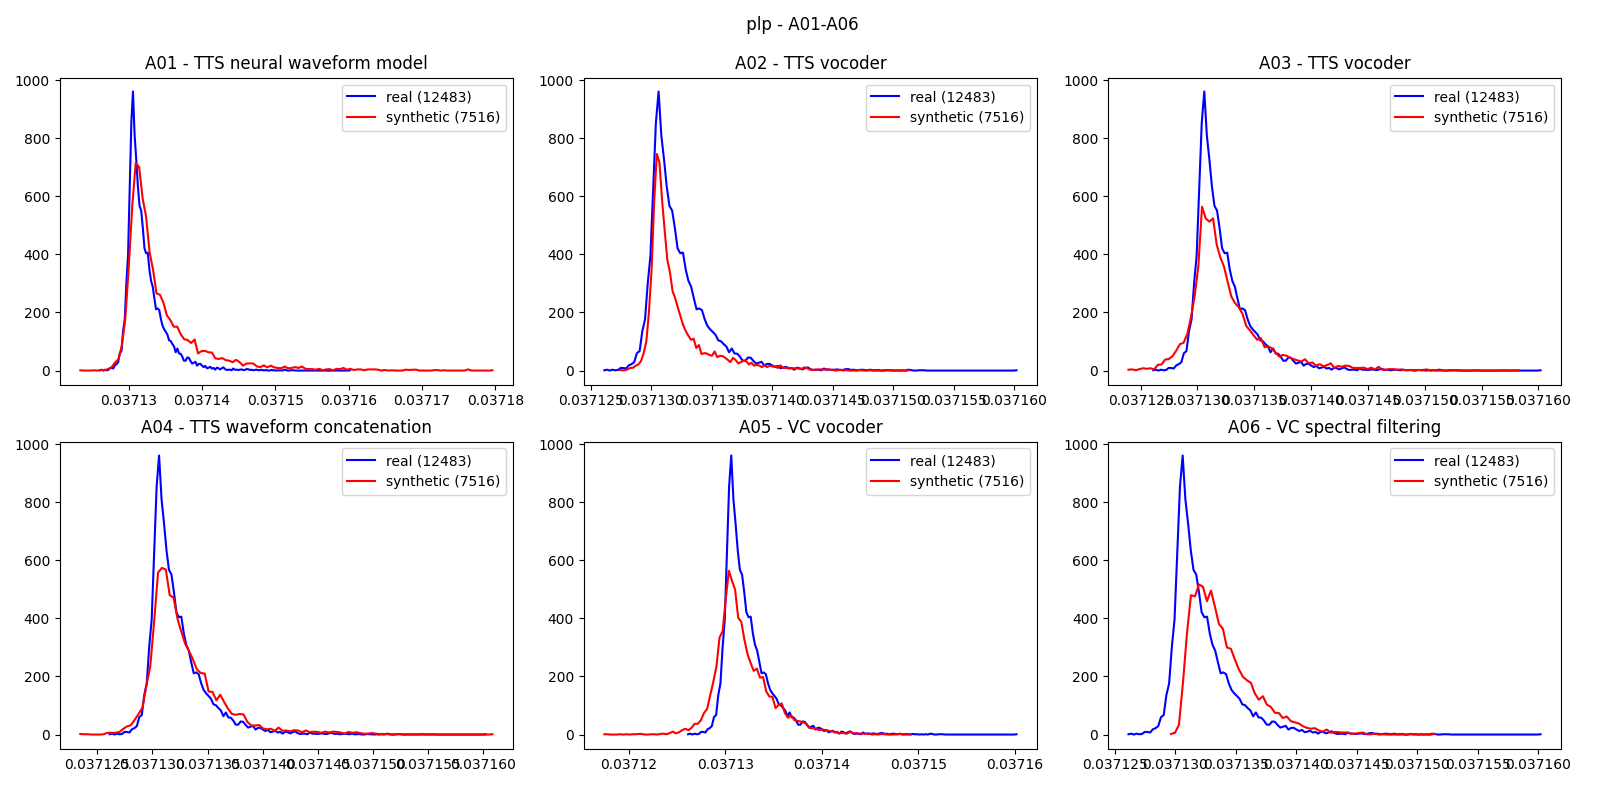 plp - A01-A06
A01 - TTS neural waveform model
A02 - TTS vocoder
A03 - TTS vocoder
1000
800
600
400
200
0
real (12483)
synthetic (7516)
0.03713 0.03714 0.03715 0.03716 0.03717 0.03718
1000
800
600
400
200
0
real (12483)
synthetic (7516)
0.037125 0.037130 0.037135 0.037140 0.037145 0.037150 0.037155 0.037160
1000
800
600
400
200
0
real (12483)
synthetic (7516)
0.037125 0.037130 0.037135 0.037140 0.037145 0.037150 0.037155 0.037160
A04 - TTS waveform concatenation
A05 - VC vocoder
A06 - VC spectral filtering
1000
800
600
400
200
0
real (12483)
synthetic (7516)
0.037125 0.037130 0.037135 0.037140 0.037145 0.037150 0.037155 0.037160
1000
800
600
400
200
0
real (12483)
synthetic (7516)
0.03712 0.03713 0.03714 0.03715 0.03716
1000
800
600
400
200
0
real (12483)
synthetic (7516)
0.037125 0.037130 0.037135 0.037140 0.037145 0.037150 0.037155 0.037160